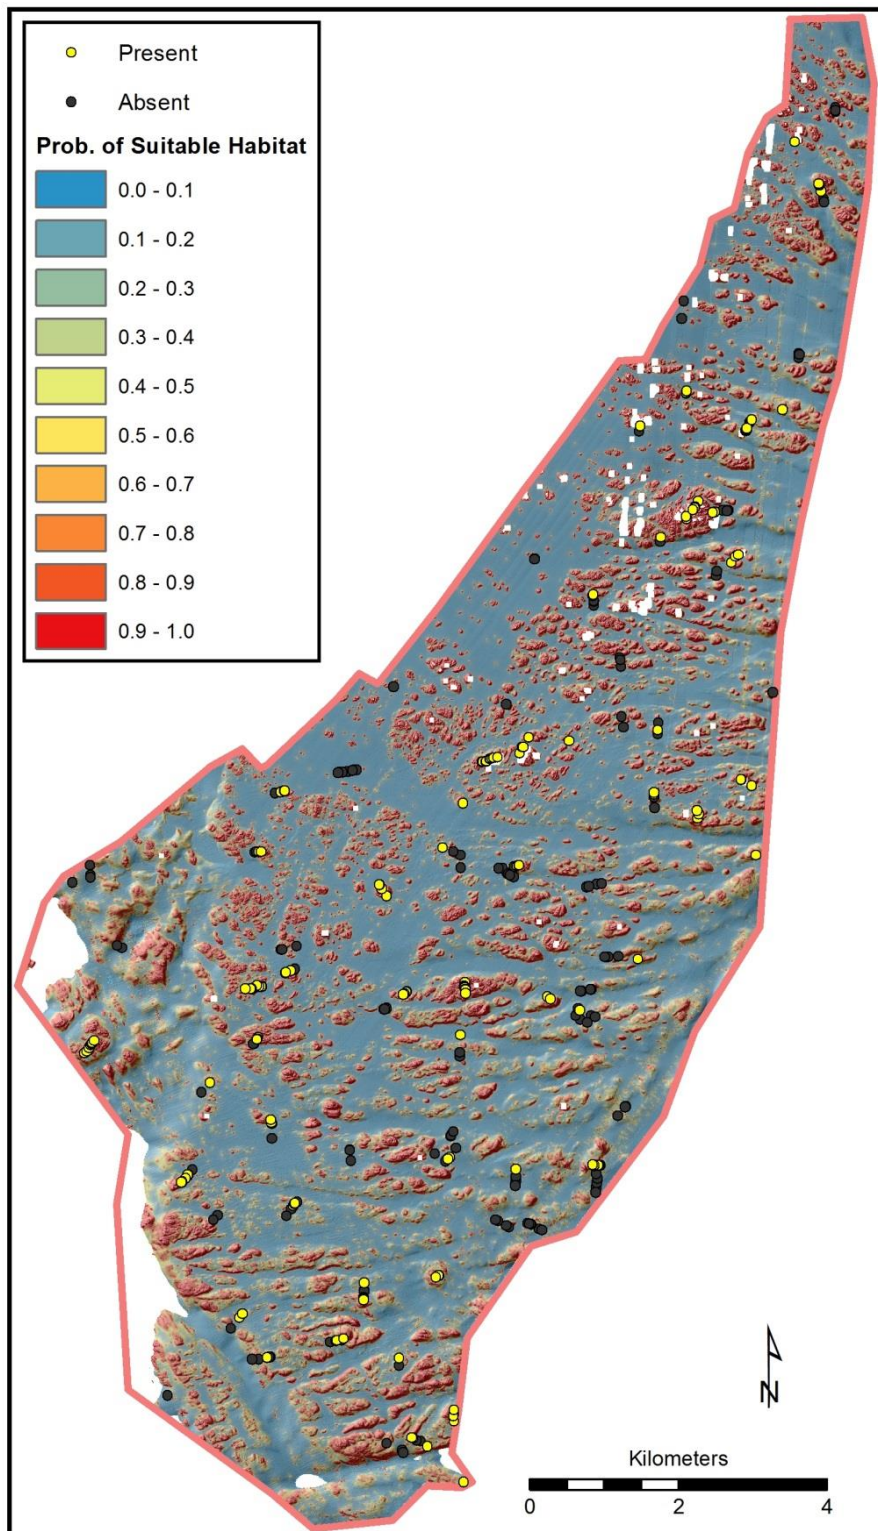 Present
Absent
Prob. of Suitable Habitat
0.0 - 0.1
0.1 - 0.2
0.2 - 0.3
0.3 - 0.4
0.4 - 0.5
0.5 - 0.6
0.6 - 0.7
0.7 - 0.8
0.8 - 0.9
0.9 - 1.0
N
Kilometers
0 2 4